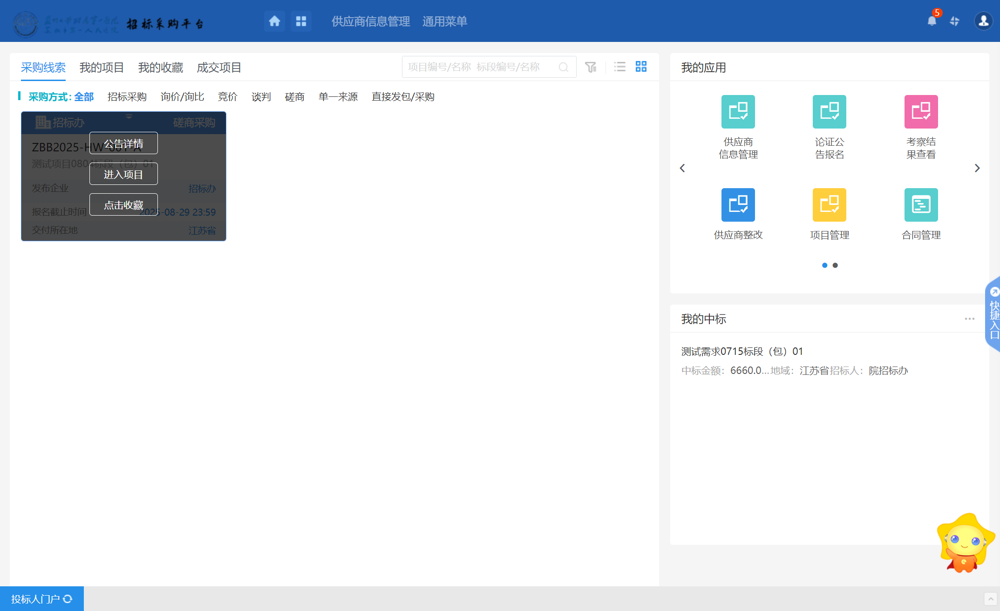 招标采购平台
供应商信息管理 通用菜单
5
采购线索 我的项目 我的收藏 成交项目
项目编号/名称 标段编号/名称
采购方式: 全部 招标采购 询价/询比 竞价 谈判 磋商 单一来源 直接发包/采购
招标办 磋商采购
ZBB2025-HW-001-A
公告详情
测试项目0804标段（包）01
进入项目
发布企业 招标办
点击收藏
报名截止时间 2025-08-29 23:59
交付所在地 江苏省
我的应用
供应商
信息管理
论证公
告报名
考察结
果查看
供应商整改
项目管理
合同管理
快捷入口
我的中标
测试需求0715标段（包）01
中标金额： 6660.0... 地域： 江苏省 招标人： 院招标办
投标人门户